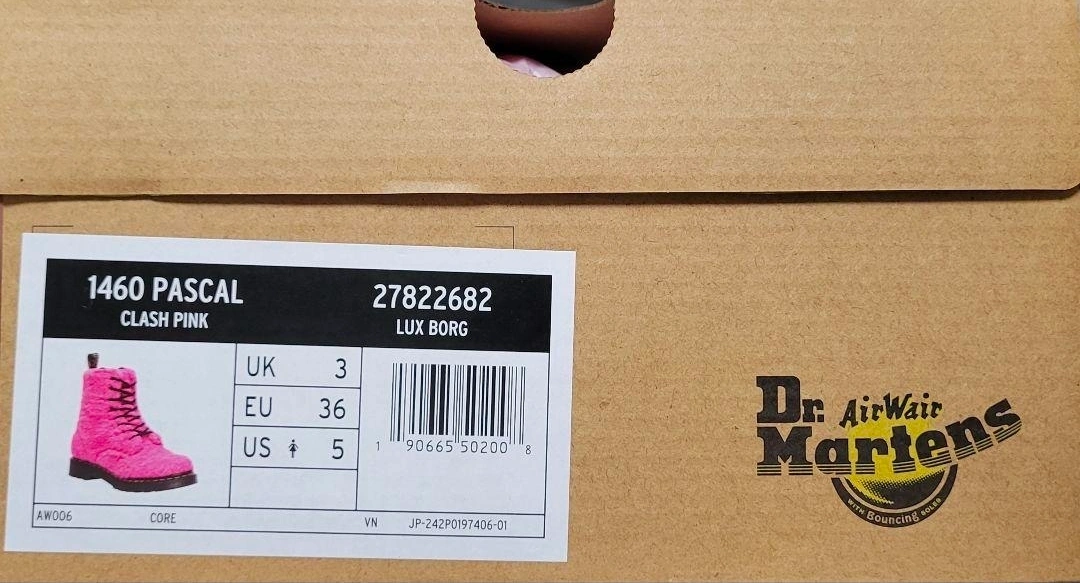 1460 PASCAL
CLASH PINK
27822682
LUX BORG
UK 3
EU 36
US 5
1 90665 50200 8
AW006 CORE VN JP-242P0197406-01
Dr. AirWair
Martens
WITH Bouncing SOLES